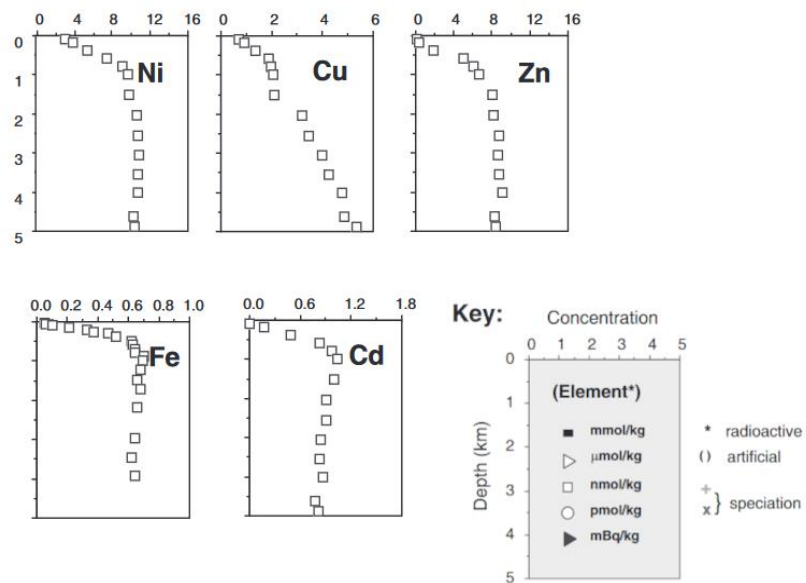 0 4 8 12 16
0 2 4 6
0 4 8 12 16
0
1
2
3
4
5
Ni
Cu
Zn
0.0 0.2 0.4 0.6 0.8 1.0
0.0 0.6 1.2 1.8
Fe
Cd
Key:
Concentration
0 1 2 3 4 5
0
1
2
3
4
5
Depth (km)
(Element*)
mmol/kg
μmol/kg
nmol/kg
pmol/kg
mBq/kg
* radioactive
( ) artificial
+
x } speciation